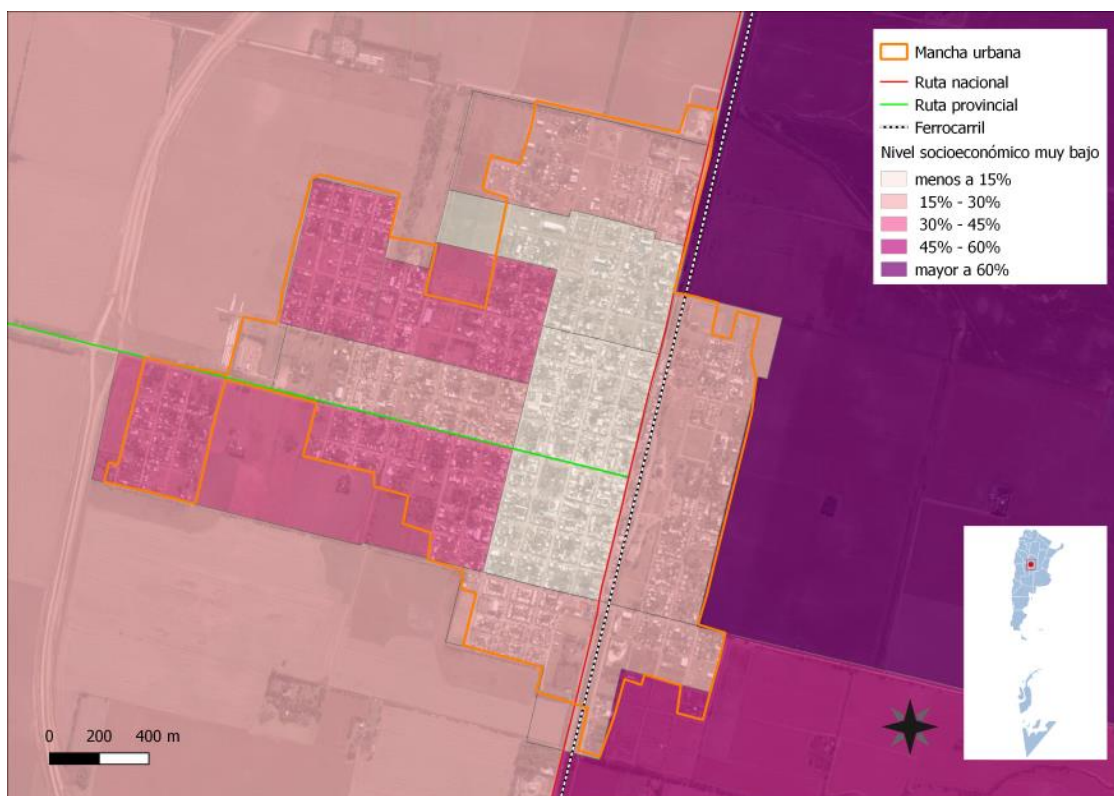 Mancha urbana
Ruta nacional
Ruta provincial
Ferrocarril
Nivel socioeconómico muy bajo
menos a 15%
15% - 30%
30% - 45%
45% - 60%
mayor a 60%
0 200 400 m